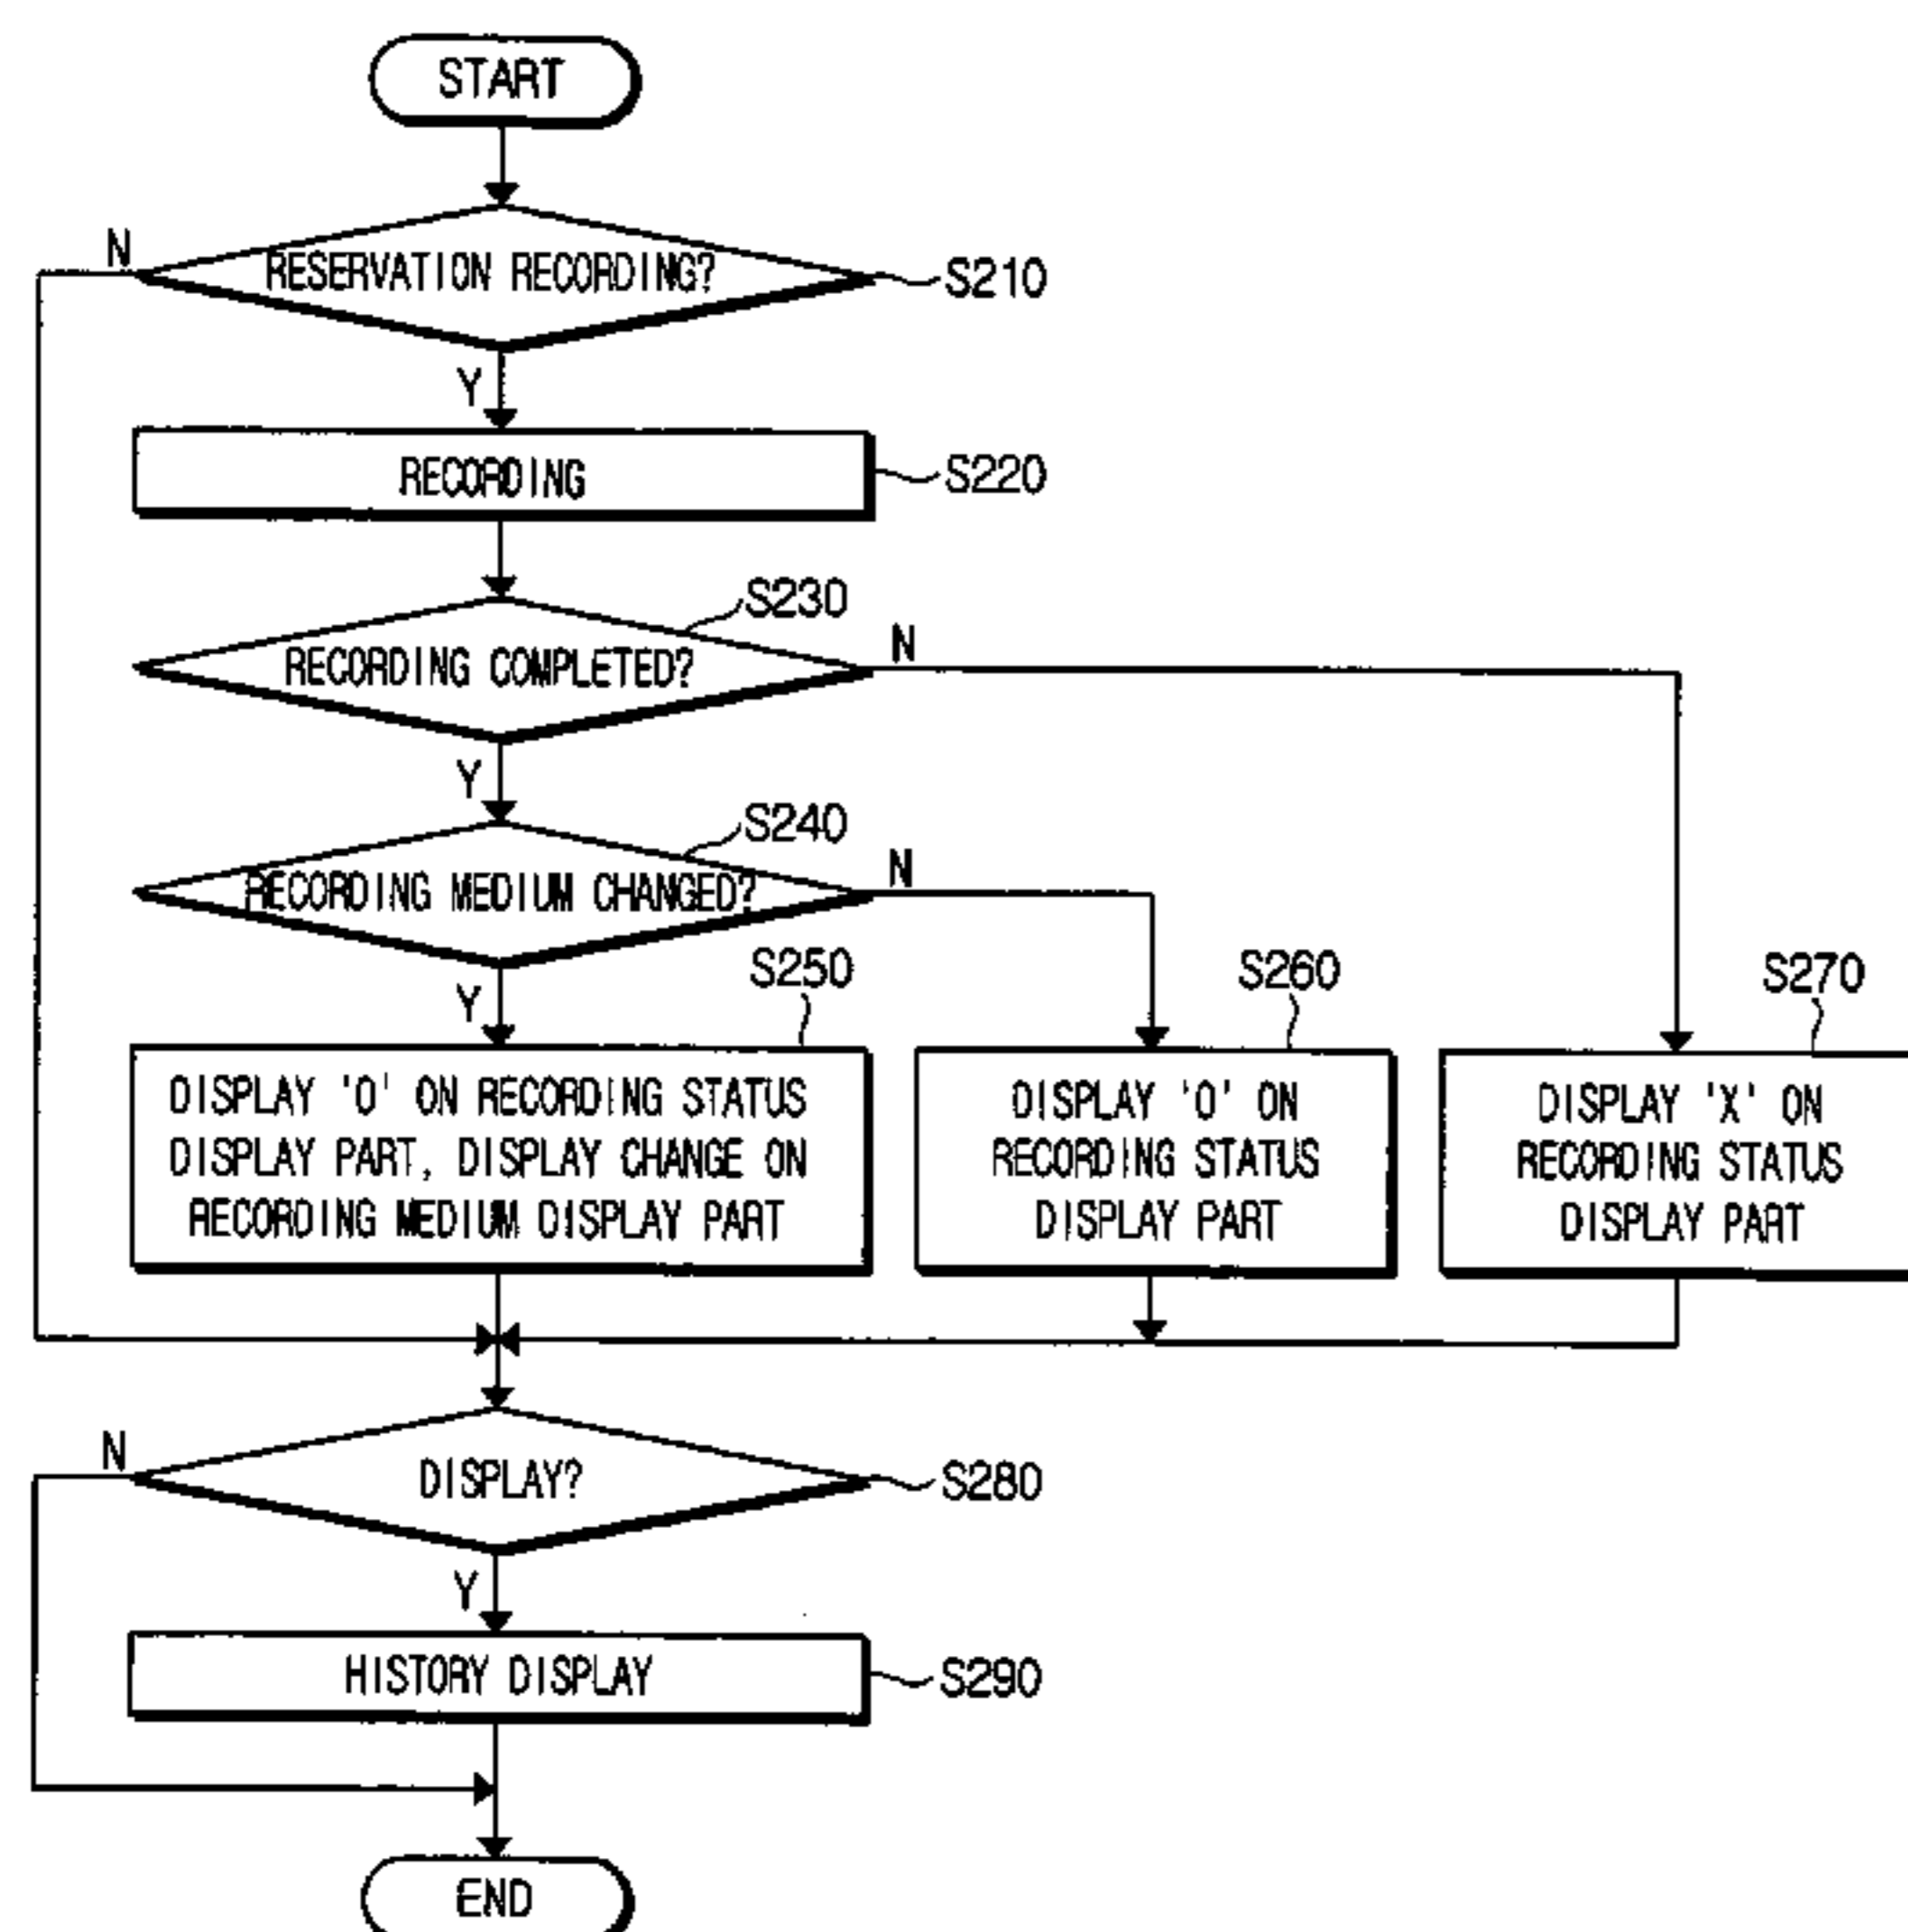 START
N
RESERVATION RECORDING?
S210
Y
RECORDING
S220
S230
RECORDING COMPLETED?
N
Y
S240
RECORDING MEDIUM CHANGED?
N
Y
S250
S260
S270
DISPLAY 'O' ON RECORDING STATUS
DISPLAY PART, DISPLAY CHANGE ON
RECORDING MEDIUM DISPLAY PART
DISPLAY 'O' ON
RECORDING STATUS
DISPLAY PART
DISPLAY 'X' ON
RECORDING STATUS
DISPLAY PART
N
DISPLAY?
S280
Y
HISTORY DISPLAY
S290
END